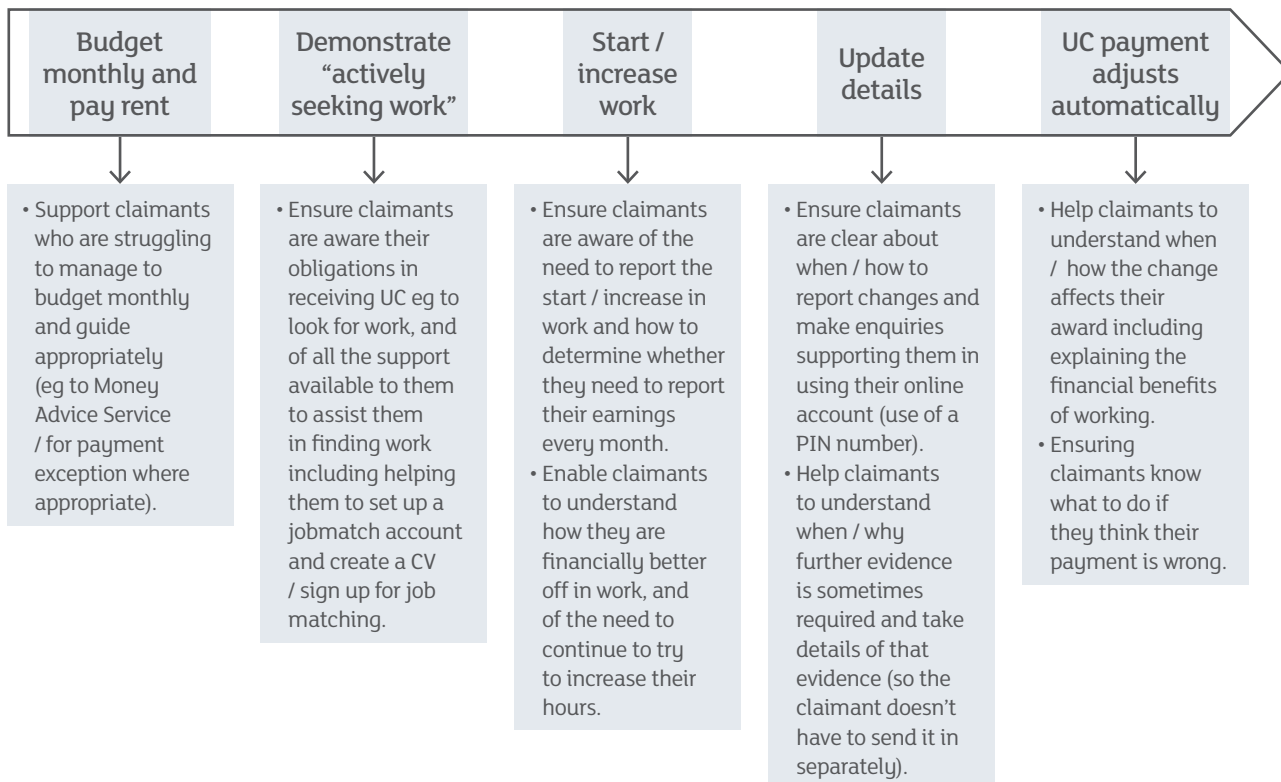 Budget
monthly and
pay rent
Demonstrate
“actively
seeking work”
Start /
increase
work
Update
details
UC payment
adjusts
automatically
• Support claimants
who are struggling
to manage to
budget monthly
and guide
appropriately
(eg to Money
Advice Service
/ for payment
exception where
appropriate).
• Ensure claimants
are aware their
obligations in
receiving UC eg to
look for work, and
of all the support
available to them
to assist them
in finding work
including helping
them to set up a
jobmatch account
and create a CV
/ sign up for job
matching.
• Ensure claimants
are aware of the
need to report the
start / increase in
work and how to
determine whether
they need to report
their earnings
every month.
• Enable claimants
to understand
how they are
financially better
off in work, and
of the need to
continue to try
to increase their
hours.
• Ensure claimants
are clear about
when / how to
report changes and
make enquiries
supporting them in
using their online
account (use of a
PIN number).
• Help claimants
to understand
when / why
further evidence
is sometimes
required and take
details of that
evidence (so the
claimant doesn’t
have to send it in
separately).
• Help claimants to
understand when
/ how the change
affects their
award including
explaining the
financial benefits
of working.
• Ensuring
claimants know
what to do if
they think their
payment is wrong.